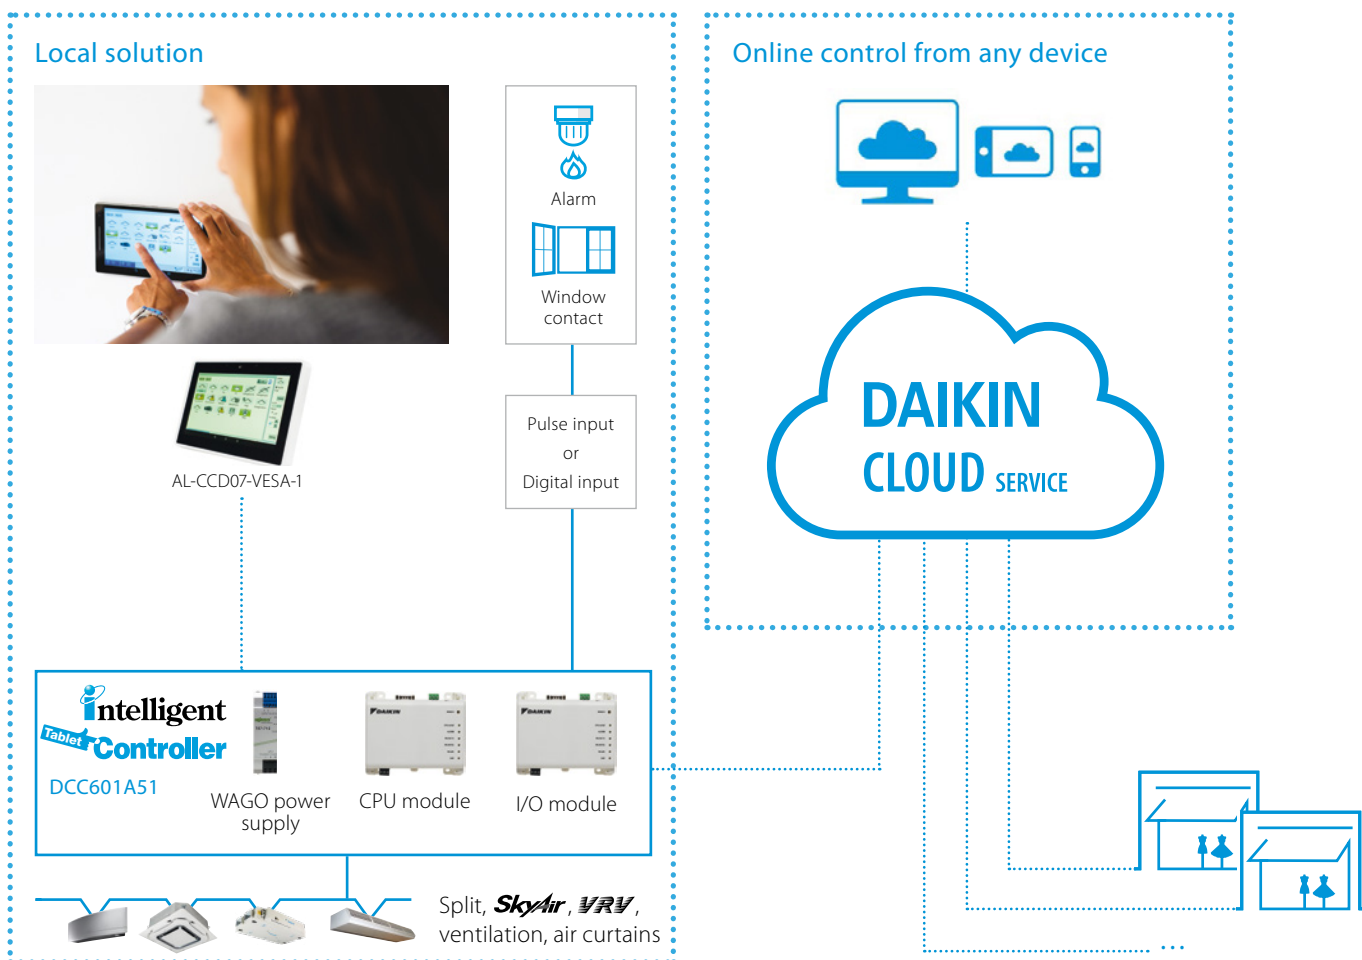 Local solution
Alarm
Window
contact
Pulse input
or
Digital input
AL-CCD07-VESA-1
intelligent
Tablet Controller
DCC601A51
DAIKIN
DAIKIN
WAGO power
supply
CPU module
I/O module
Split, SkyAir, VRV,
ventilation, air curtains
Online control from any device
DAIKIN
CLOUD SERVICE
...